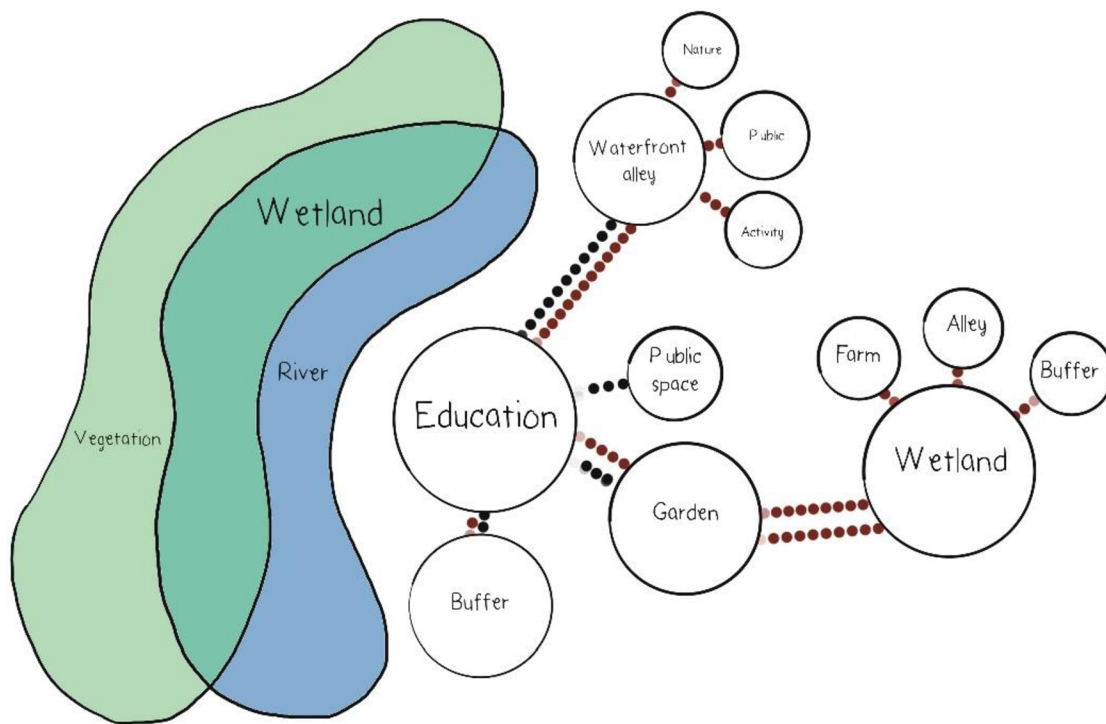 Nature
Waterfront
alley
Public
Activity
Wetland
River
Vegetation
Education
Public
space
Garden
Buffer
Farm
Alley
Buffer
Wetland